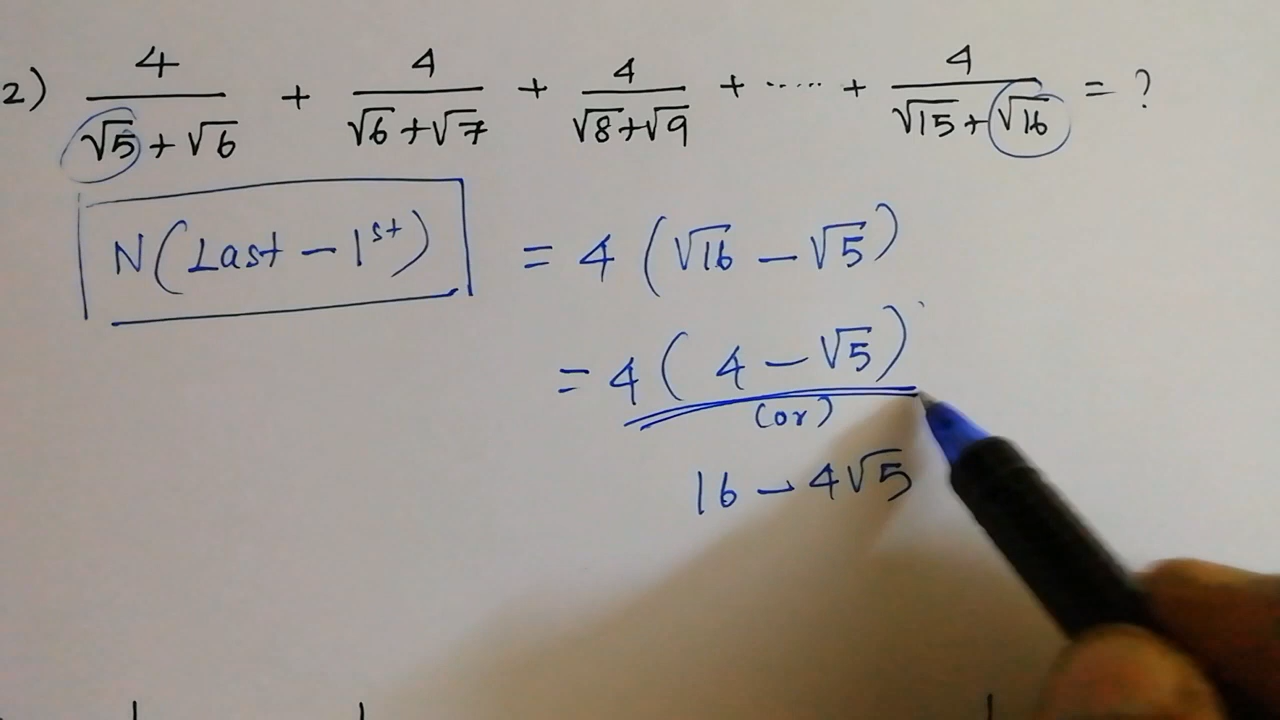 2) 4/(√5+√6) + 4/(√6+√7) + 4/(√8+√9) + ..... + 4/(√15+√16) = ?
N(Last – 1st) = 4(√16 – √5)
= 4(4 – √5)
(or)
16 – 4√5